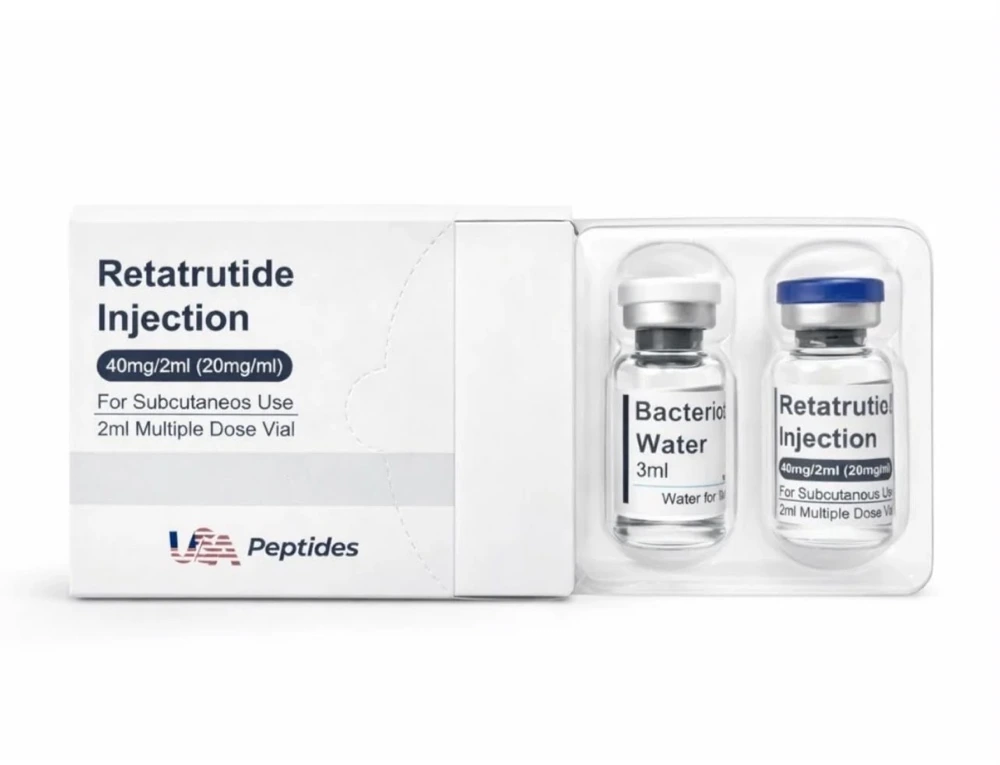 Retatrutide
Injection
40mg/2ml (20mg/ml)
For Subcutaneos Use
2ml Multiple Dose Vial
USA Peptides
Bacteriot
Water
3ml
Water for
Retatrutid
Injection
40mg/2ml (20mg/ml)
For Subcutanous Us
2ml Multiple Dose Via